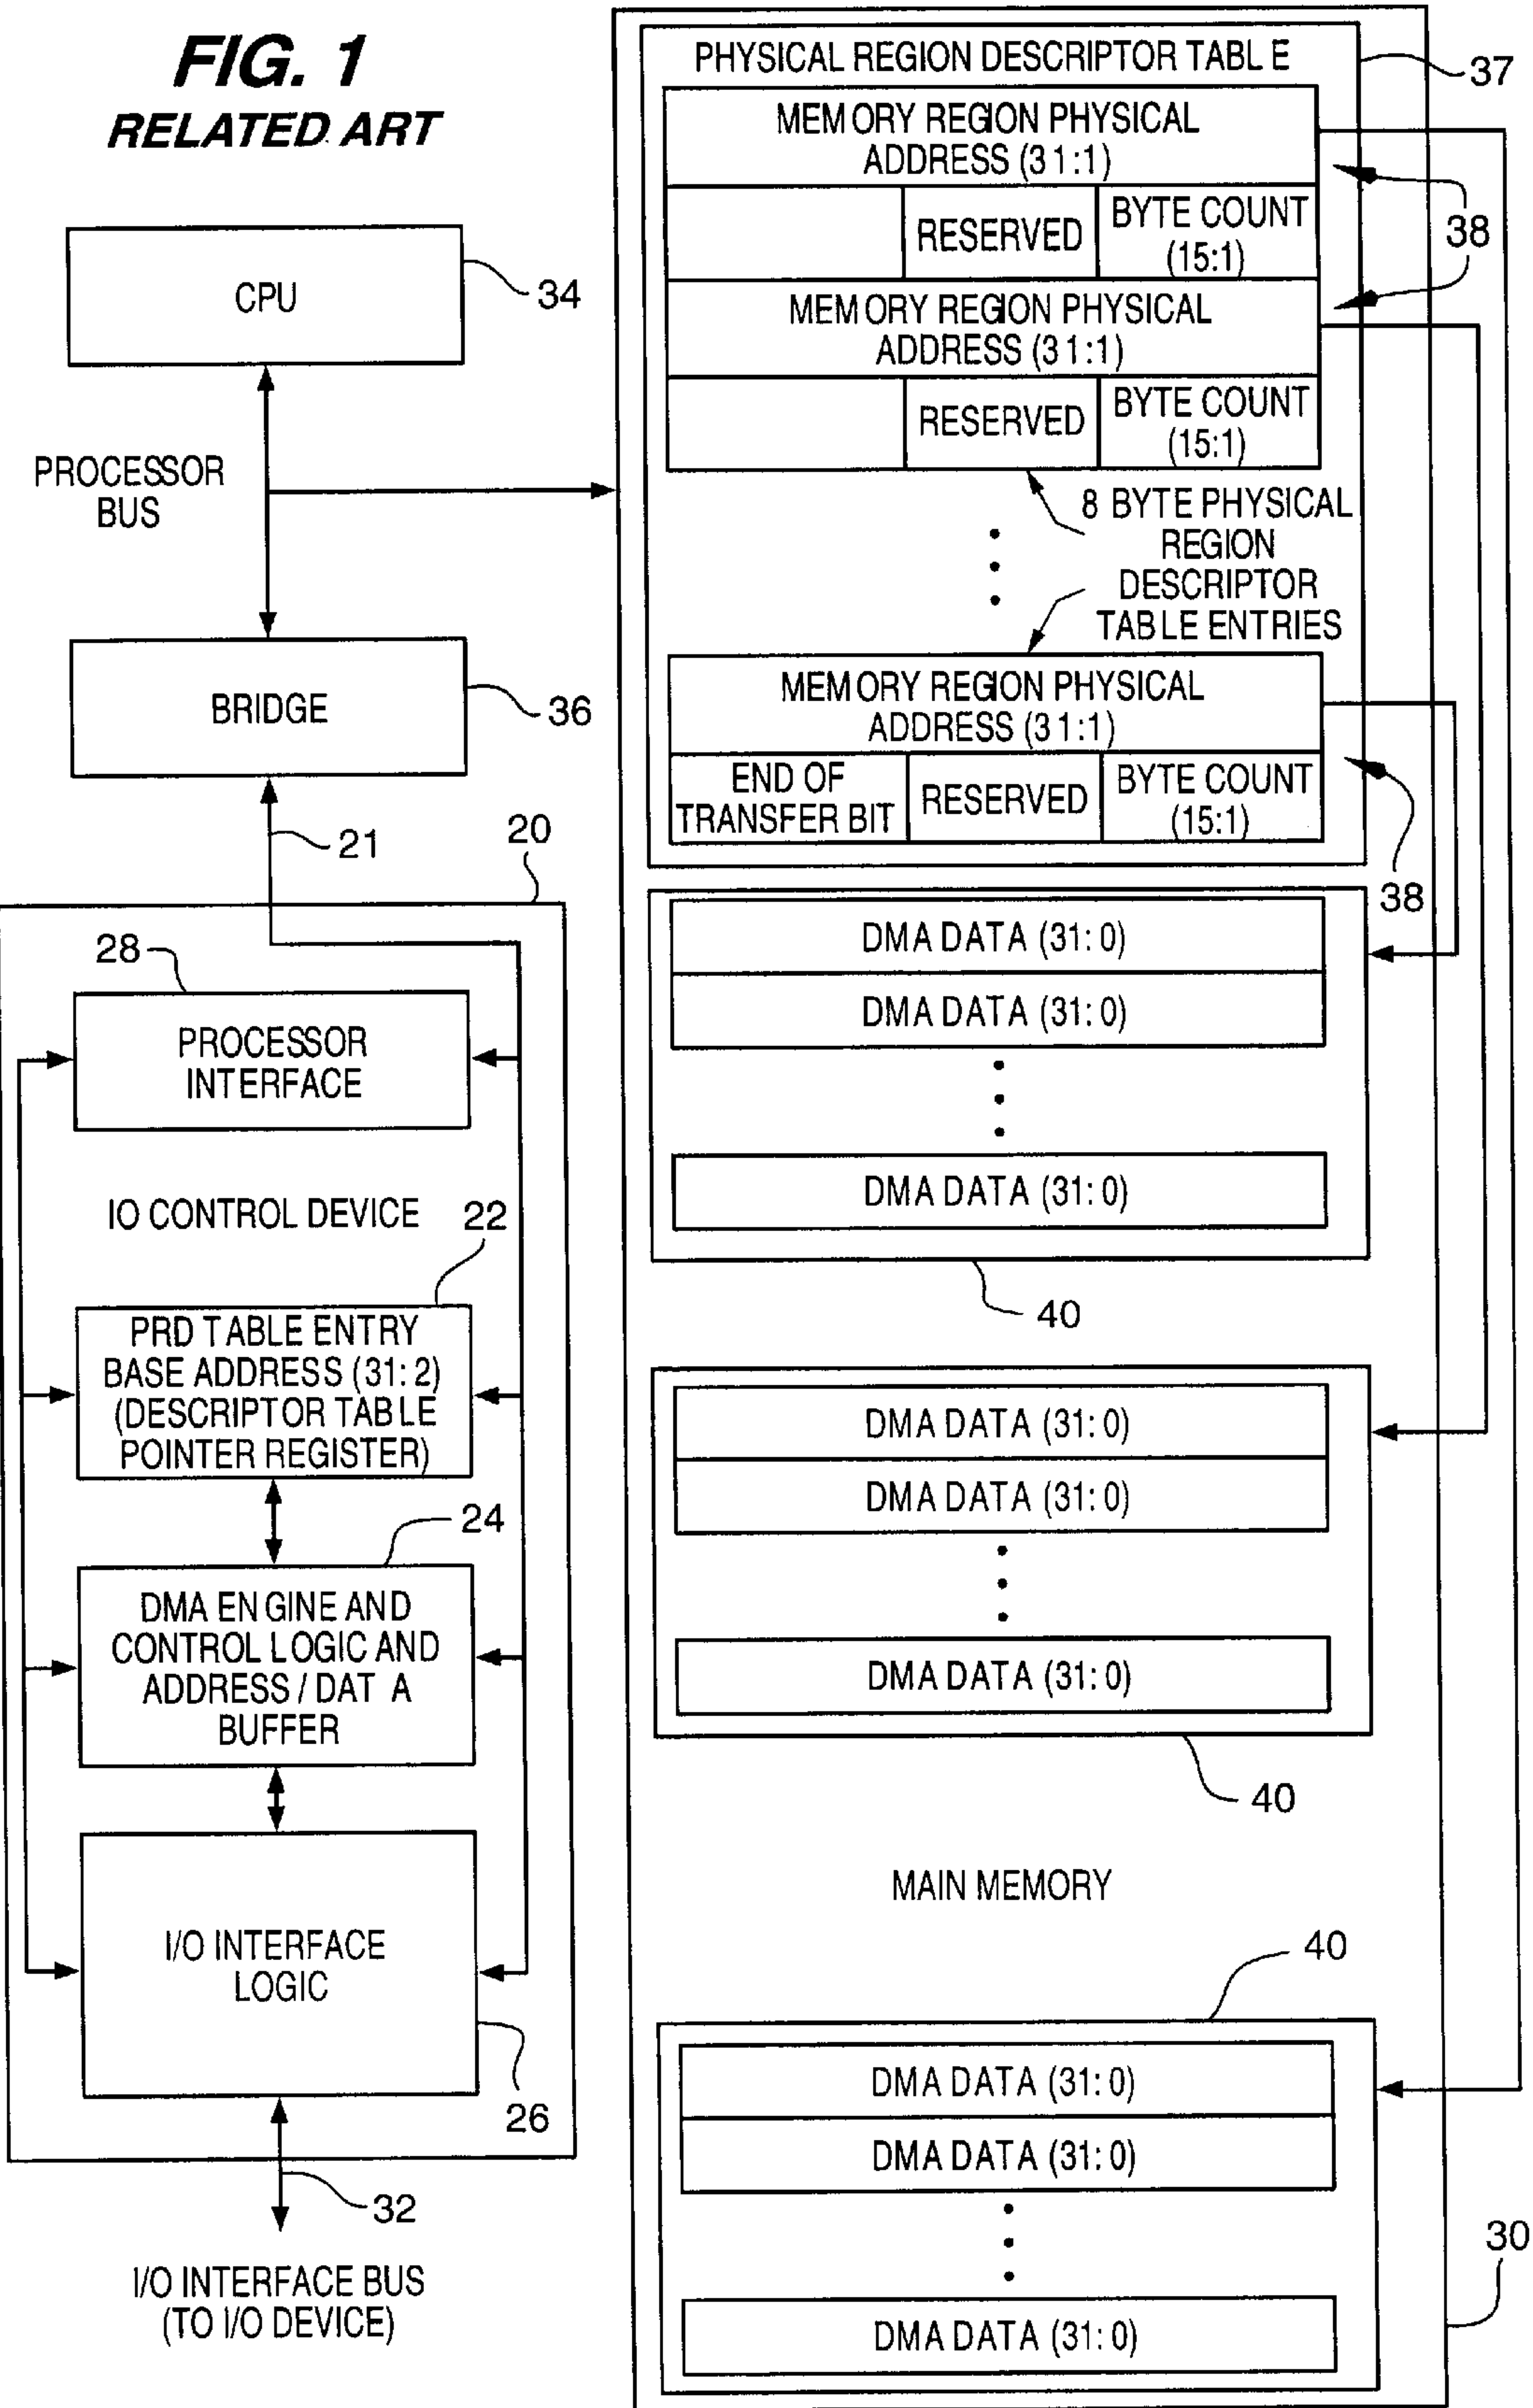 FIG. 1
RELATED ART
PHYSICAL REGION DESCRIPTOR TABLE
37
MEMORY REGION PHYSICAL
ADDRESS (31:1)
RESERVED
BYTE COUNT
(15:1)
38
MEMORY REGION PHYSICAL
ADDRESS (31:1)
RESERVED
BYTE COUNT
(15:1)
8 BYTE PHYSICAL
REGION
DESCRIPTOR
TABLE ENTRIES
MEMORY REGION PHYSICAL
ADDRESS (31:1)
END OF
TRANSFER BIT
RESERVED
BYTE COUNT
(15:1)
38
CPU
34
PROCESSOR
BUS
BRIDGE
36
21
20
28
PROCESSOR
INTERFACE
IO CONTROL DEVICE
22
PRD TABLE ENTRY
BASE ADDRESS (31:2)
(DESCRIPTOR TABLE
POINTER REGISTER)
24
DMA ENGINE AND
CONTROL LOGIC AND
ADDRESS / DATA
BUFFER
I/O INTERFACE
LOGIC
26
32
I/O INTERFACE BUS
(TO I/O DEVICE)
DMA DATA (31:0)
DMA DATA (31:0)
DMA DATA (31:0)
40
DMA DATA (31:0)
DMA DATA (31:0)
DMA DATA (31:0)
40
MAIN MEMORY
40
DMA DATA (31:0)
DMA DATA (31:0)
DMA DATA (31:0)
30